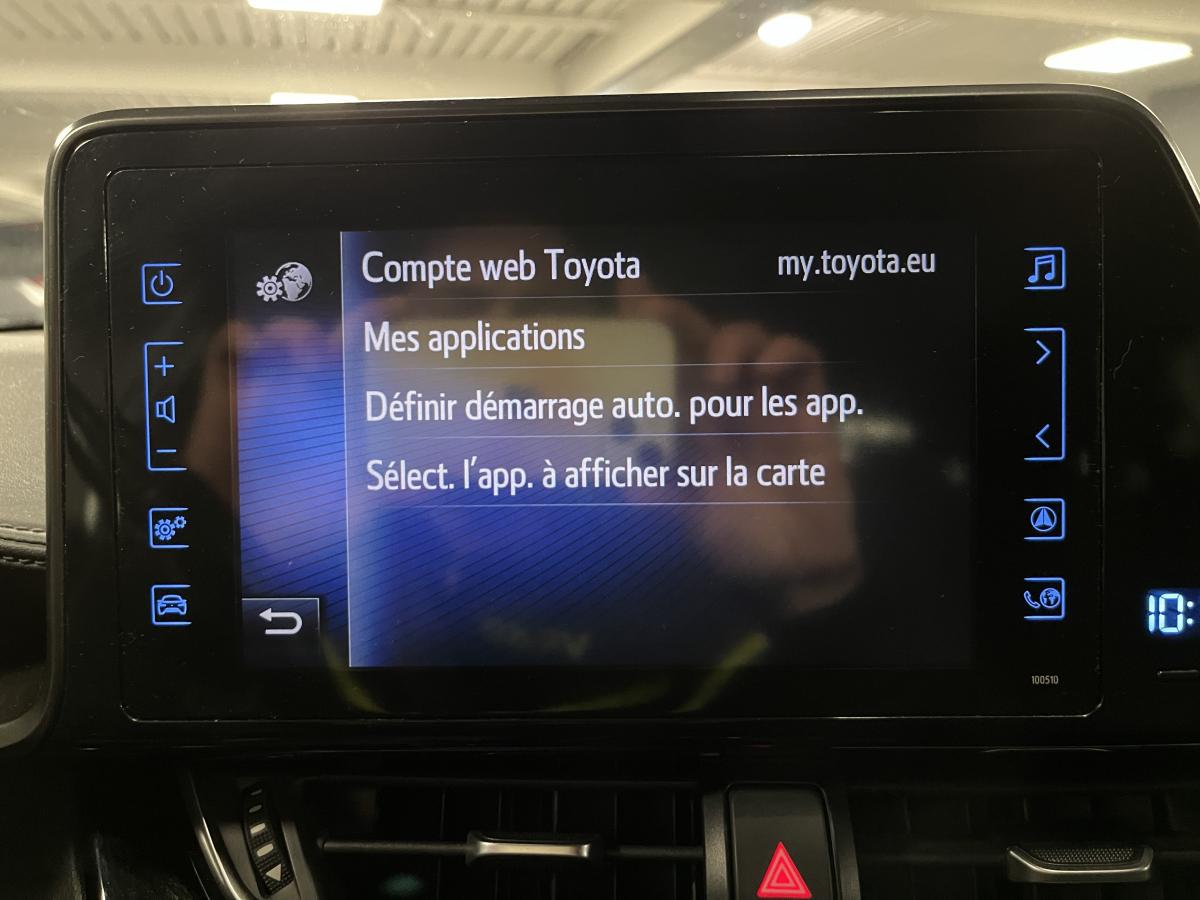 Compte web Toyota my.toyota.eu
Mes applications
Définir démarrage auto. pour les app.
Sélect. l'app. à afficher sur la carte
100510
10: